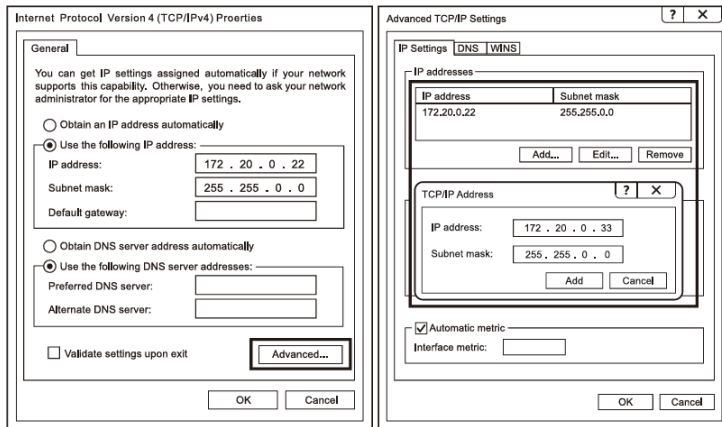 Internet Protocol Version 4 (TCP/IPv4) Proerties
General
You can get IP settings assigned automatically if your network
supports this capability. Otherwise, you need to ask your network
administrator for the appropriate IP settings.
Obtain an IP address automatically
Use the following IP address:
IP address: 172 . 20 . 0 . 22
Subnet mask: 255 . 255 . 0 . 0
Default gateway:
Obtain DNS server address automatically
Use the following DNS server addresses:
Preferred DNS server:
Alternate DNS server:
Validate settings upon exit Advanced...
OK Cancel
Advanced TCP/IP Settings ? X
IP Settings DNS WINS
IP addresses
IP address Subnet mask
172.20.0.22 255.255.0.0
Add... Edit... Remove
TCP/IP Address ? X
IP address: 172 . 20 . 0 . 33
Subnet mask: 255 . 255 . 0 . 0
Add Cancel
Automatic metric
Interface metric:
OK Cancel